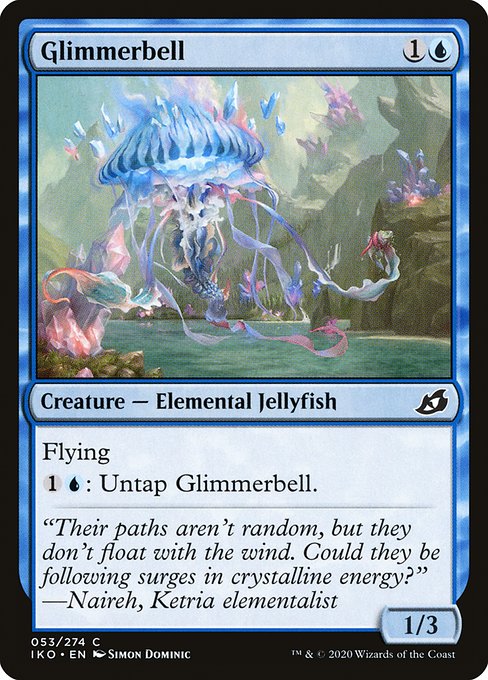 Glimmerbell 1
Creature — Elemental Jellyfish
Flying
1 : Untap Glimmerbell.
“Their paths aren’t random, but they
don’t float with the wind. Could they be
following surges in crystalline energy?”
—Naireh, Ketria elementalist
1/3
053/274 C
IKO • EN Simon Dominic ™ & © 2020 Wizards of the Coast